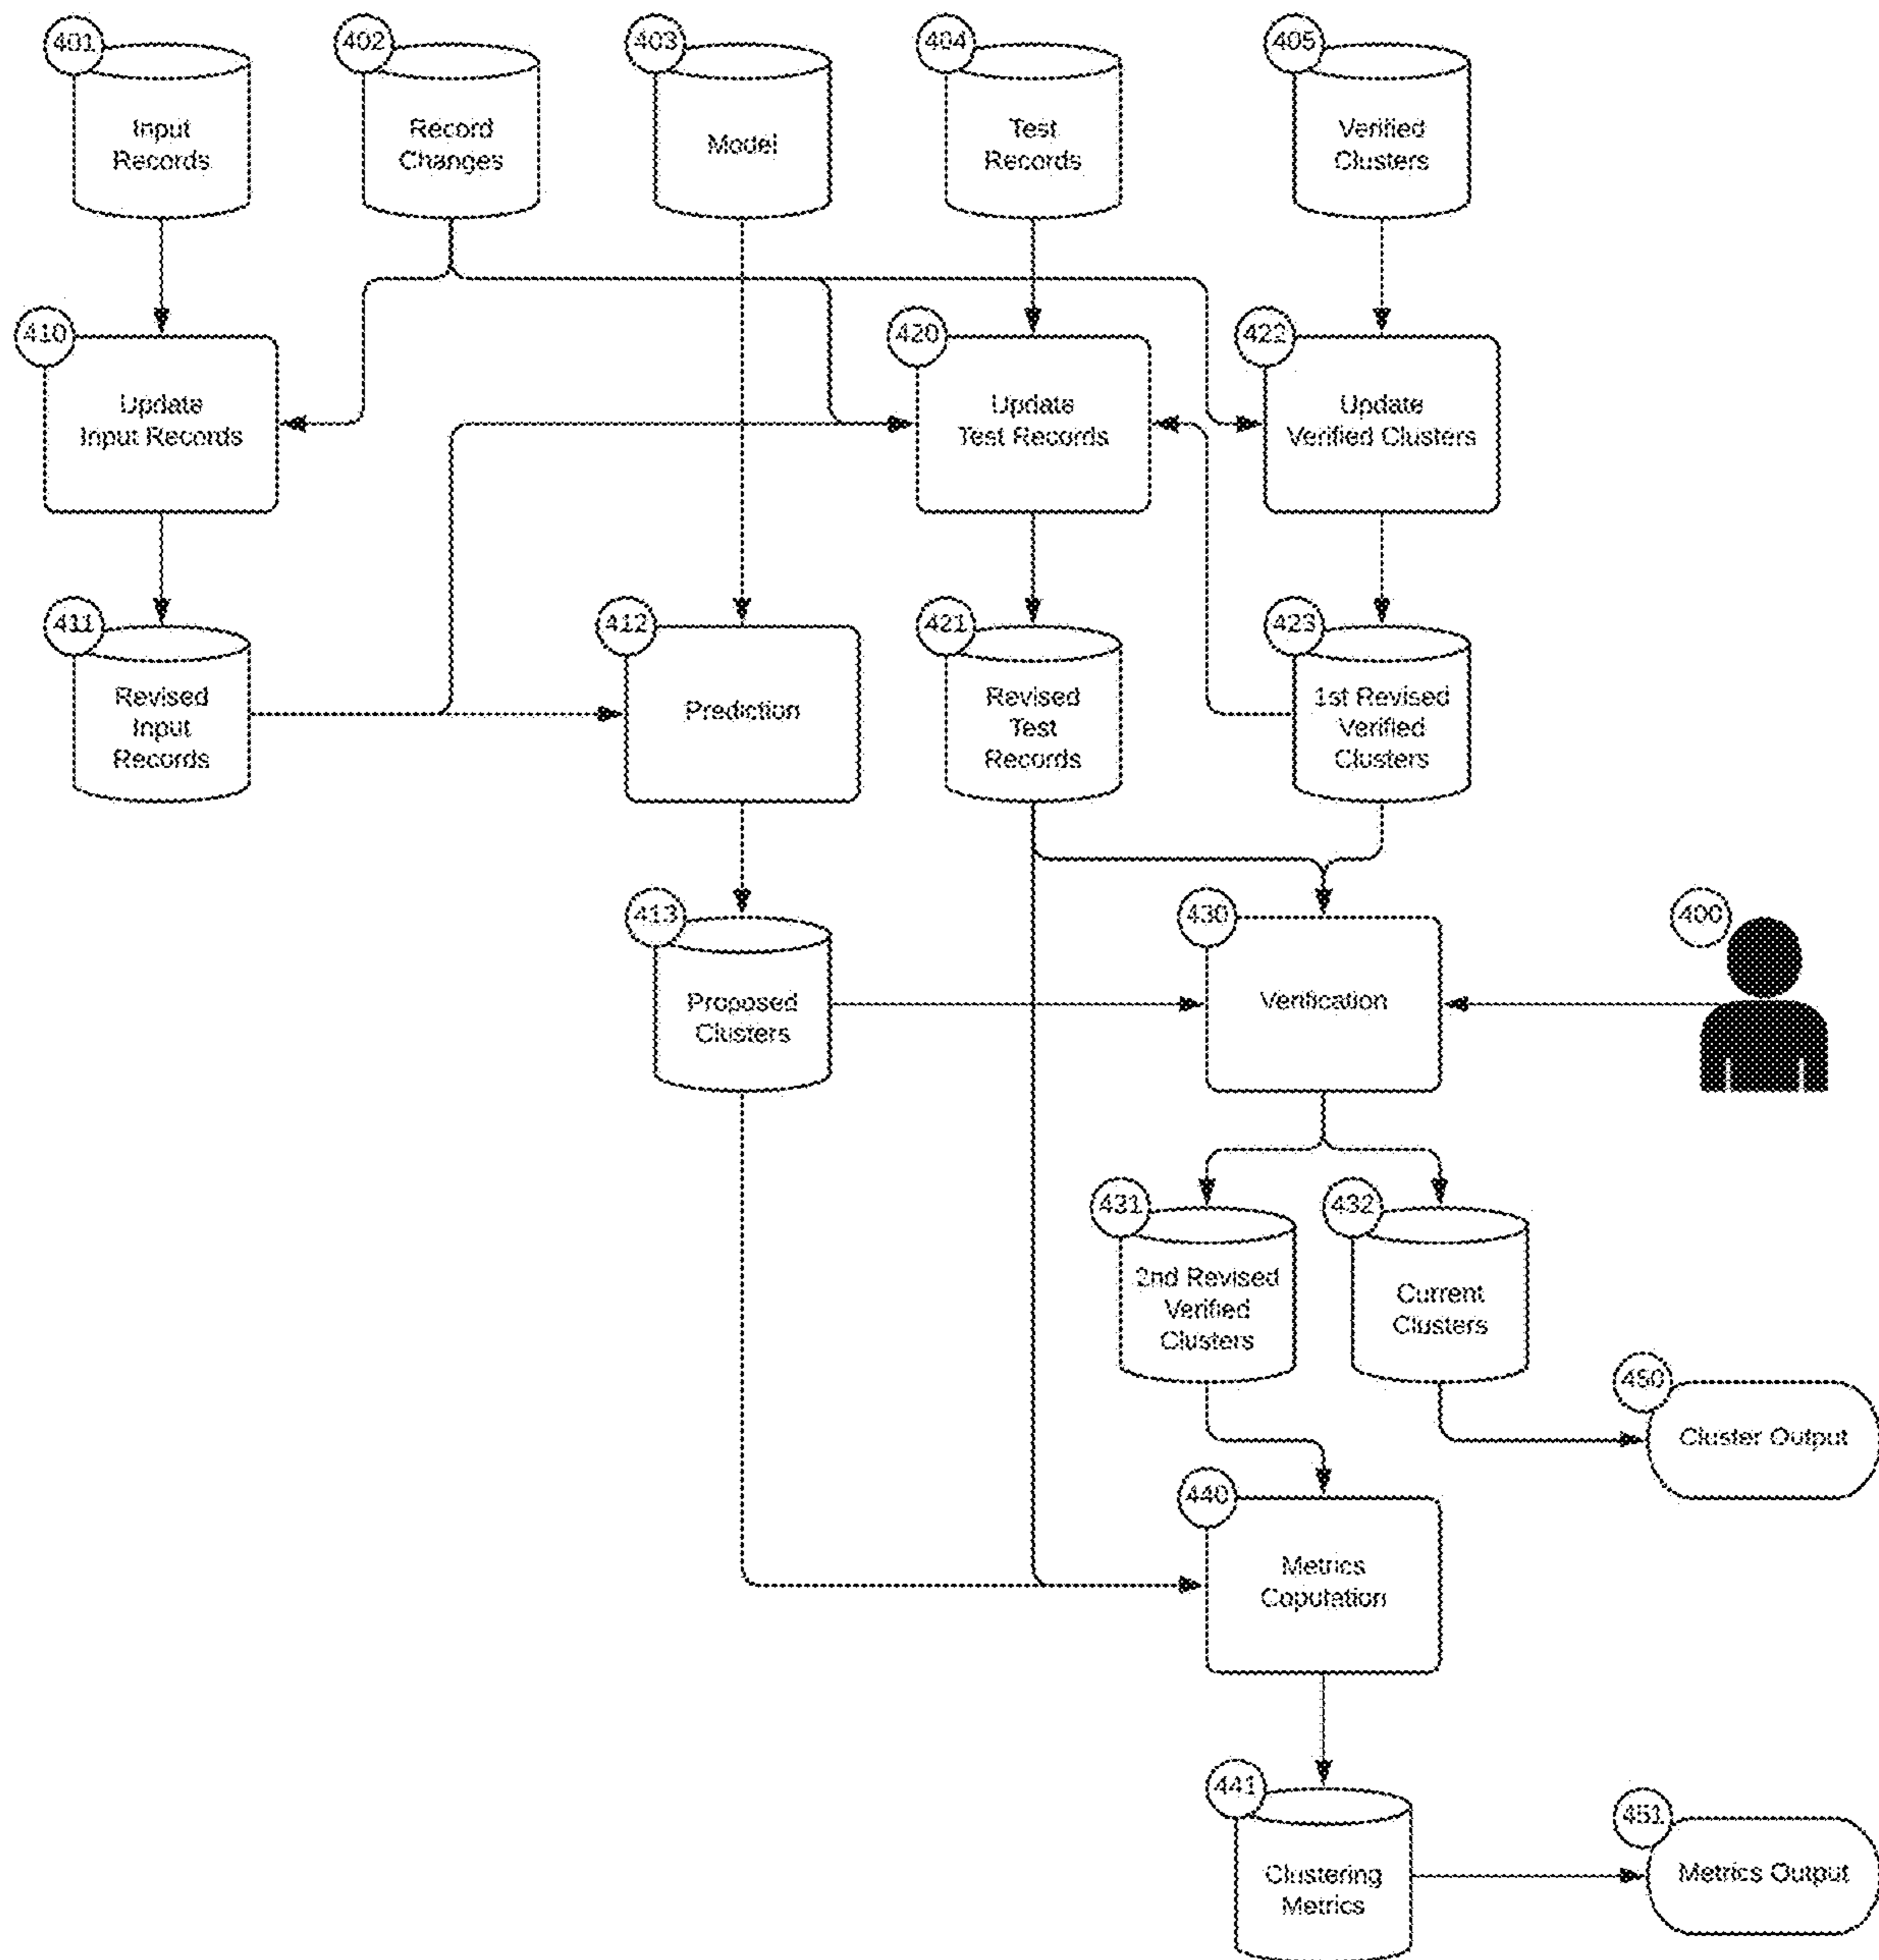 401
402
403
404
405
Input
Records
Record
Changes
Model
Test
Records
Verified
Clusters
410
420
422
Update
Input Records
Update
Test Records
Update
Verified Clusters
411
412
421
423
Revised
Input
Records
Prediction
Revised
Test
Records
1st Revised
Verified
Clusters
413
430
400
Proposed
Clusters
Verification
431
432
2nd Revised
Verified
Clusters
Current
Clusters
450
Cluster Output
440
Metrics
Coputation
441
451
Clustering
Metrics
Metrics Output